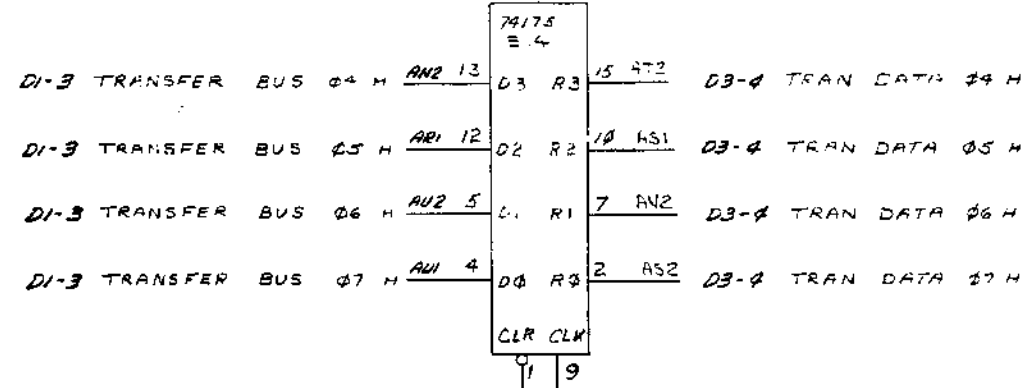 74175
D1-3 TRANSFER BUS Ø4 H AN2 13 D3 R3 15 AT2 D3-4 TRAN DATA Ø4 H
D1-3 TRANSFER BUS Ø5 H AR1 12 D2 R2 1Ø AS1 D3-4 TRAN DATA Ø5 H
D1-3 TRANSFER BUS Ø6 H AU2 5 D1 R1 7 AV2 D3-4 TRAN DATA Ø6 H
D1-3 TRANSFER BUS Ø7 H AU1 4 DØ RØ 2 AS2 D3-4 TRAN DATA Ø7 H
CLR CLK
1 9